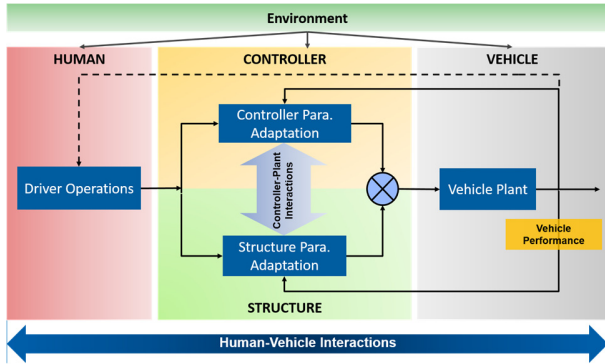 Environment
HUMAN
CONTROLLER
VEHICLE
Controller Para.
Adaptation
Driver Operations
Controller-Plant
Interactions
Vehicle Plant
Structure Para.
Adaptation
Vehicle
Performance
STRUCTURE
Human-Vehicle Interactions